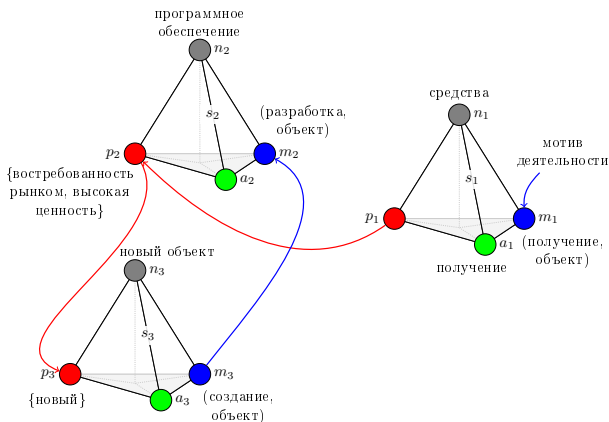 программное
обеспечение
n₂
s₂
(разработка,
объект)
p₂
m₂
a₂
{востребованность
рынком, высокая
ценность}
средства
n₁
мотив
деятельности
s₁
p₁
m₁
a₁
(получение,
объект)
получение
новый объект
n₃
s₃
p₃
m₃
a₃
{новый}
(создание,
объект)